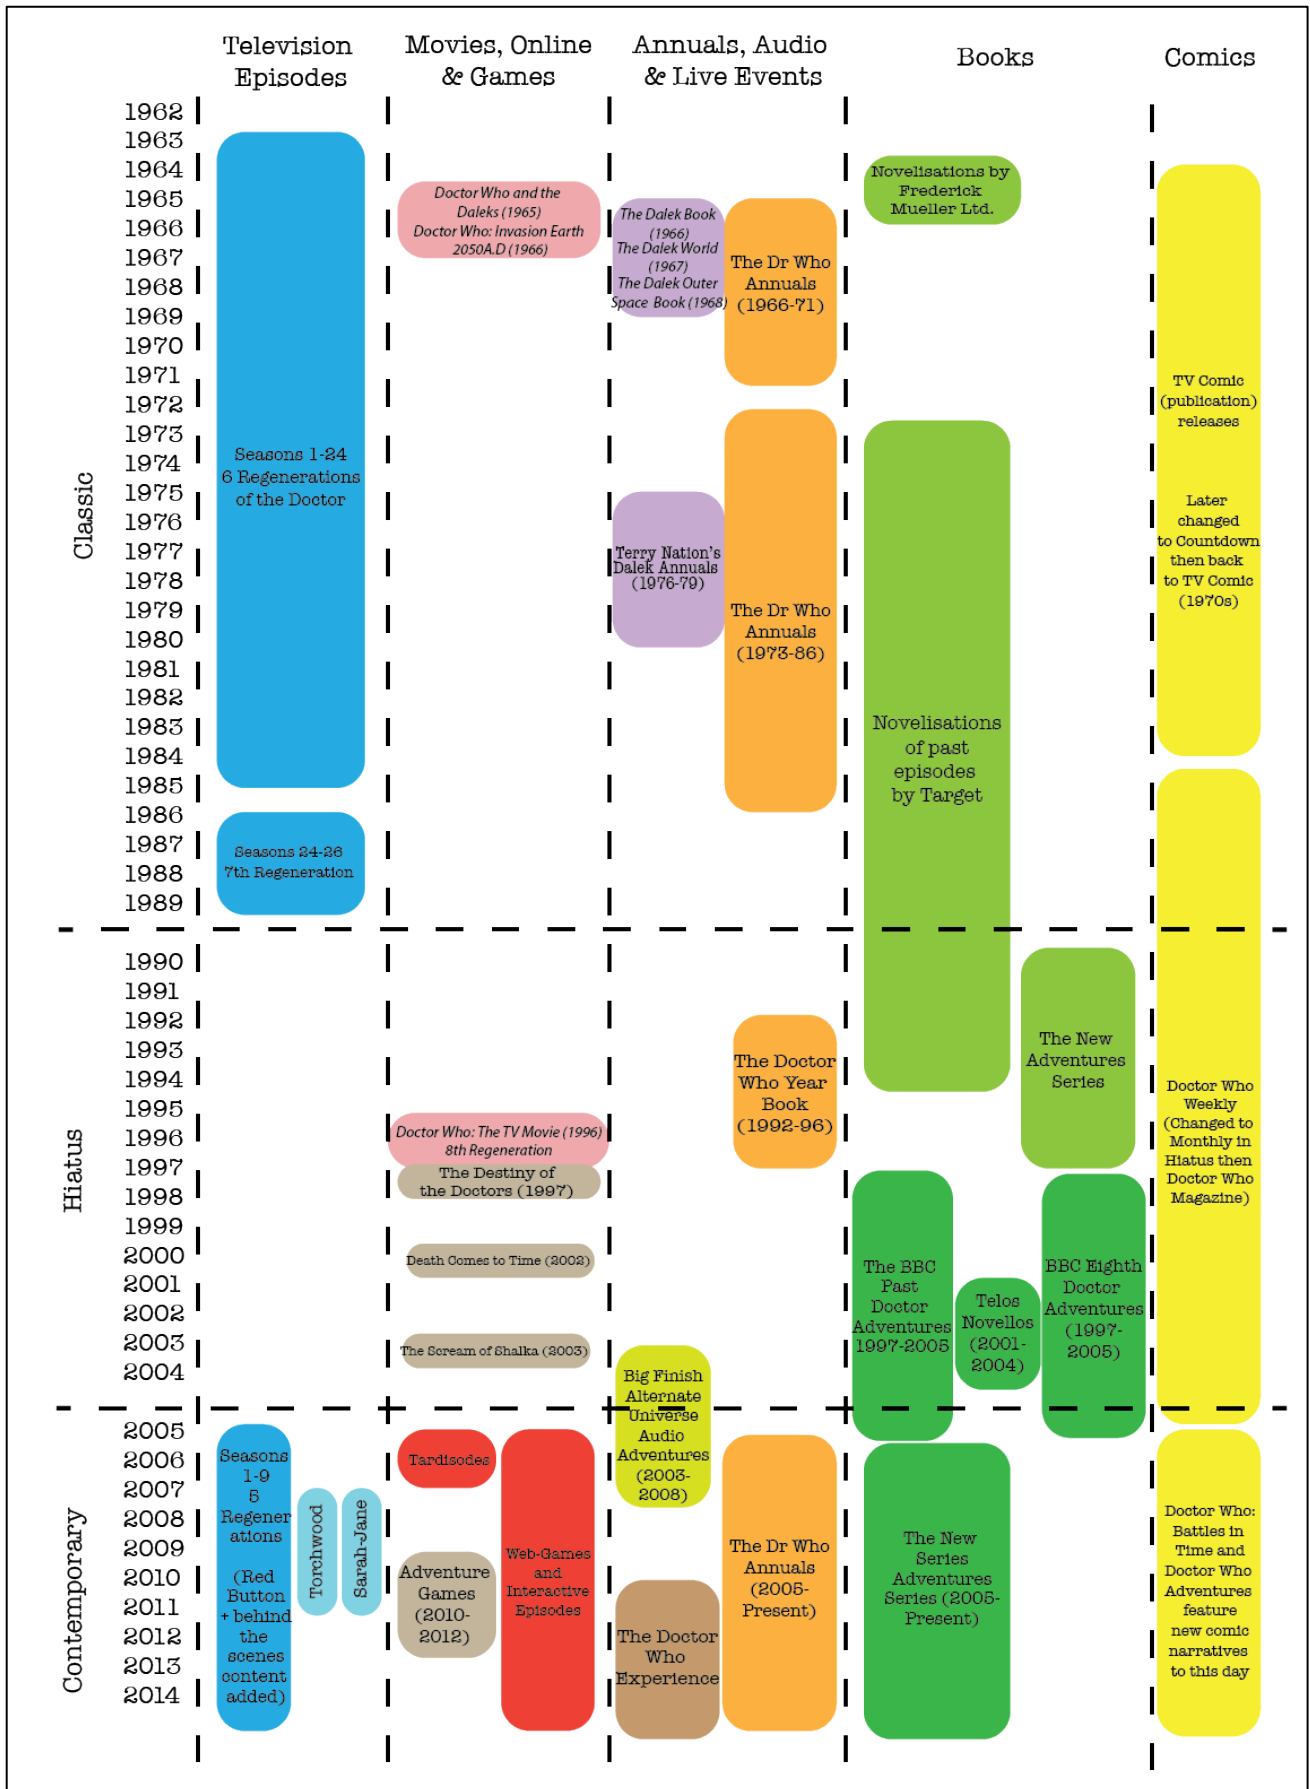 Television
Episodes
Movies, Online
& Games
Annuals, Audio
& Live Events
Books
Comics
Classic
Hiatus
Contemporary
1962
1963
1964
1965
1966
1967
1968
1969
1970
1971
1972
1973
1974
1975
1976
1977
1978
1979
1980
1981
1982
1983
1984
1985
1986
1987
1988
1989
1990
1991
1992
1993
1994
1995
1996
1997
1998
1999
2000
2001
2002
2003
2004
2005
2006
2007
2008
2009
2010
2011
2012
2013
2014
Seasons 1-24
6 Regenerations
of the Doctor
Seasons 24-26
7th Regeneration
Seasons
1-9
5
Regener
ations
(Red
Button
+ behind
the
scenes
content
added)
Torchwood
Sarah-Jane
Doctor Who and the
Daleks (1965)
Doctor Who: Invasion Earth
2050A.D (1966)
Doctor Who: The TV Movie (1996)
8th Regeneration
The Destiny of
the Doctors (1997)
Death Comes to Time (2002)
The Scream of Shalka (2003)
Tardisodes
Adventure
Games
(2010-
2012)
Web-Games
and
Interactive
Episodes
The Dalek Book
(1966)
The Dalek World
(1967)
The Dalek Outer
Space Book (1968)
The Dr Who
Annuals
(1966-71)
Terry Nation's
Dalek Annuals
(1976-79)
The Dr Who
Annuals
(1973-86)
The Doctor
Who Year
Book
(1992-96)
Big Finish
Alternate
Universe
Audio
Adventures
(2003-
2008)
The Dr Who
Annuals
(2005-
Present)
The Doctor
Who
Experience
Novelisations by
Frederick
Mueller Ltd.
Novelisations
of past
episodes
by Target
The New
Adventures
Series
The BBC
Past
Doctor
Adventures
1997-2005
Telos
Novellos
(2001-
2004)
BBC Eighth
Doctor
Adventures
(1997-
2005)
The New
Series
Adventures
Series (2005-
Present)
TV Comic
(publication)
releases
Later
changed
to Countdown
then back
to TV Comic
(1970s)
Doctor Who
Weekly
(Changed to
Monthly in
Hiatus then
Doctor Who
Magazine)
Doctor Who:
Battles in
Time and
Doctor Who
Adventures
feature
new comic
narratives
to this day